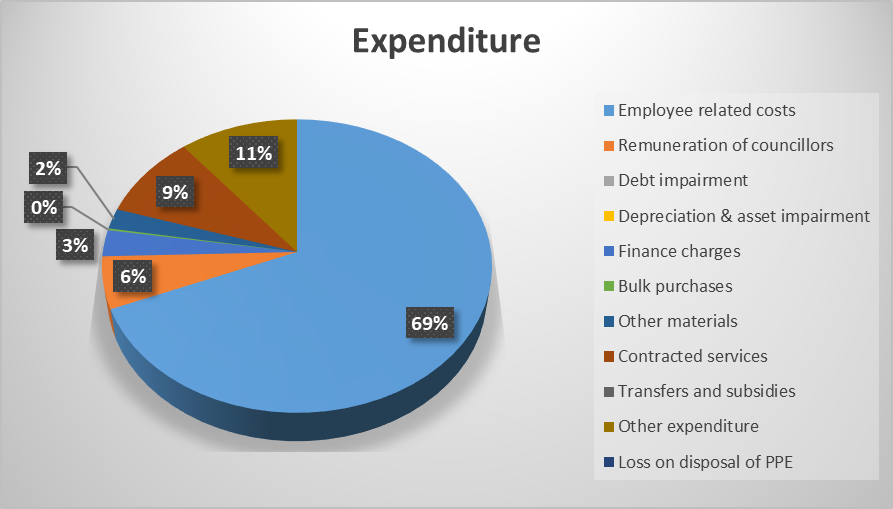 Expenditure
11%
2%
9%
0%
3%
6%
69%
Employee related costs
Remuneration of councillors
Debt impairment
Depreciation & asset impairment
Finance charges
Bulk purchases
Other materials
Contracted services
Transfers and subsidies
Other expenditure
Loss on disposal of PPE